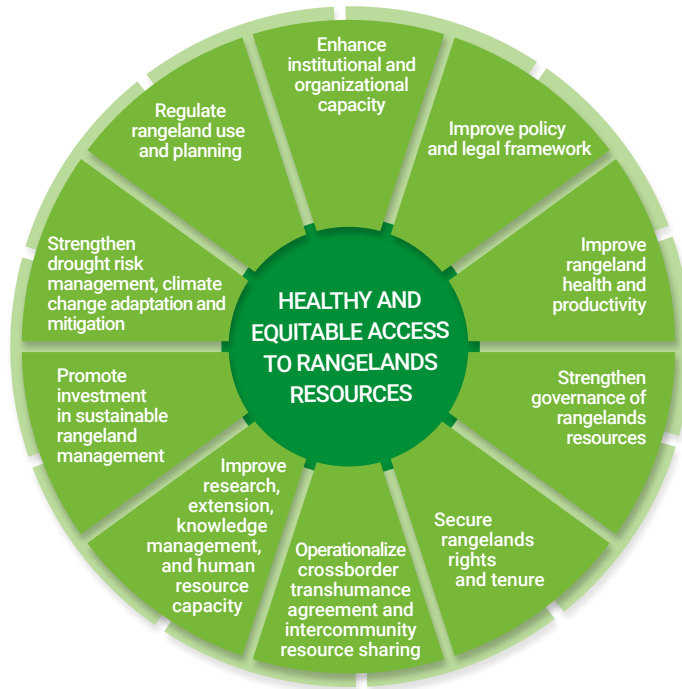 Enhance
institutional and
organizational
capacity
Improve policy
and legal framework
Improve
rangeland
health and
productivity
Strengthen
governance of
rangelands
resources
Secure
rangelands
rights
and tenure
Operationalize
crossborder
transhumance
agreement and
intercommunity
resource sharing
Improve
research,
extension,
knowledge
management,
and human
resource
capacity
Promote
investment
in sustainable
rangeland
management
Strengthen
drought risk
management, climate
change adaptation and
mitigation
Regulate
rangeland use
and planning
HEALTHY AND
EQUITABLE ACCESS
TO RANGELANDS
RESOURCES